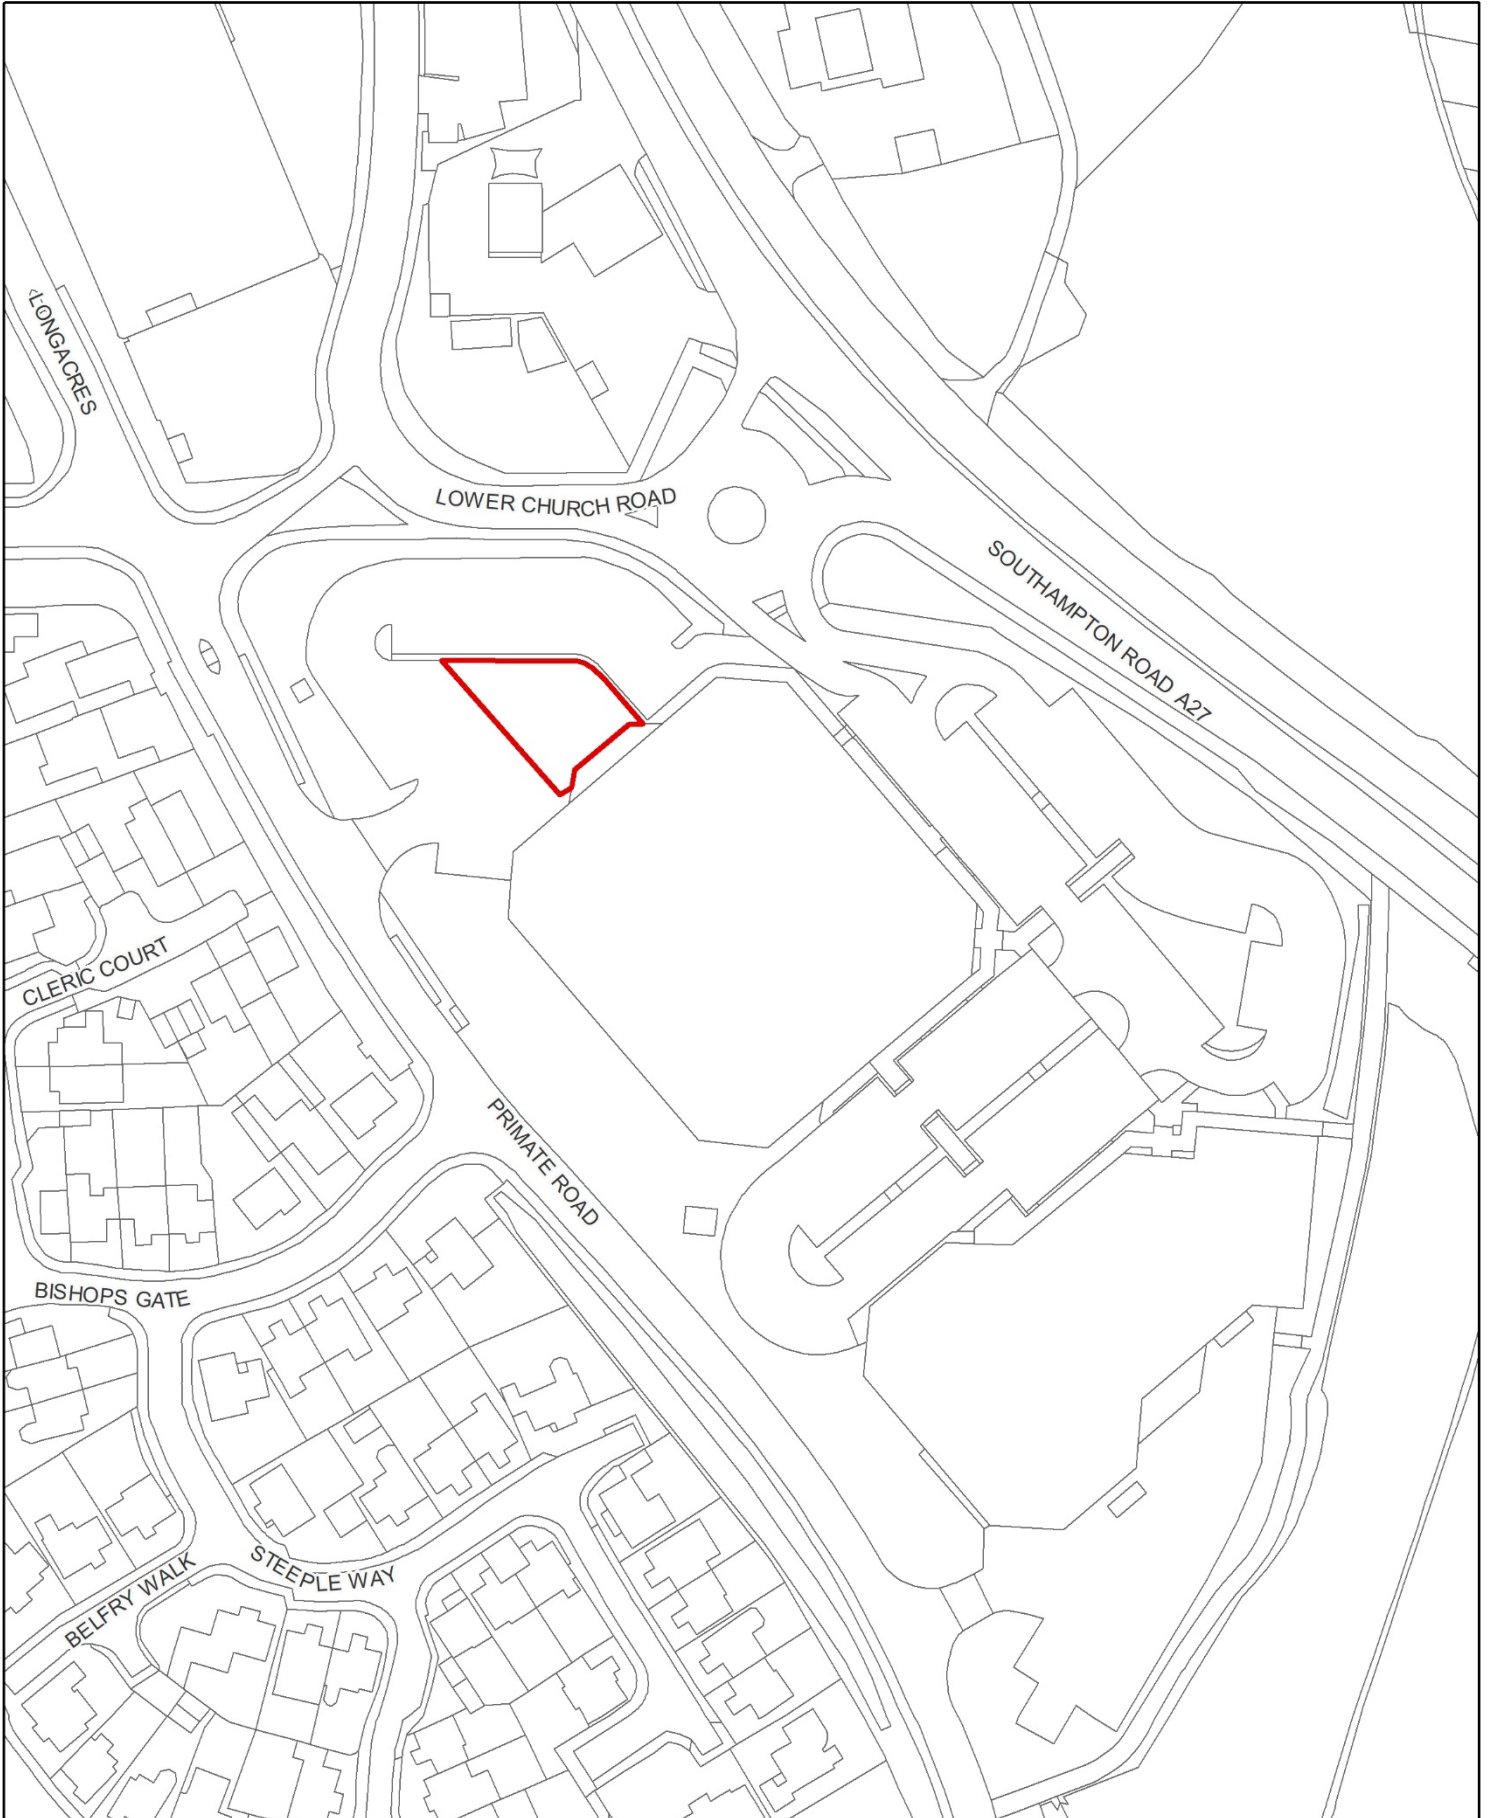 LONGACRES
LOWER CHURCH ROAD
SOUTHAMPTON ROAD A27
CLERIC COURT
PRIMATE ROAD
BISHOPS GATE
STEEPLE WAY
BELFRY WALK